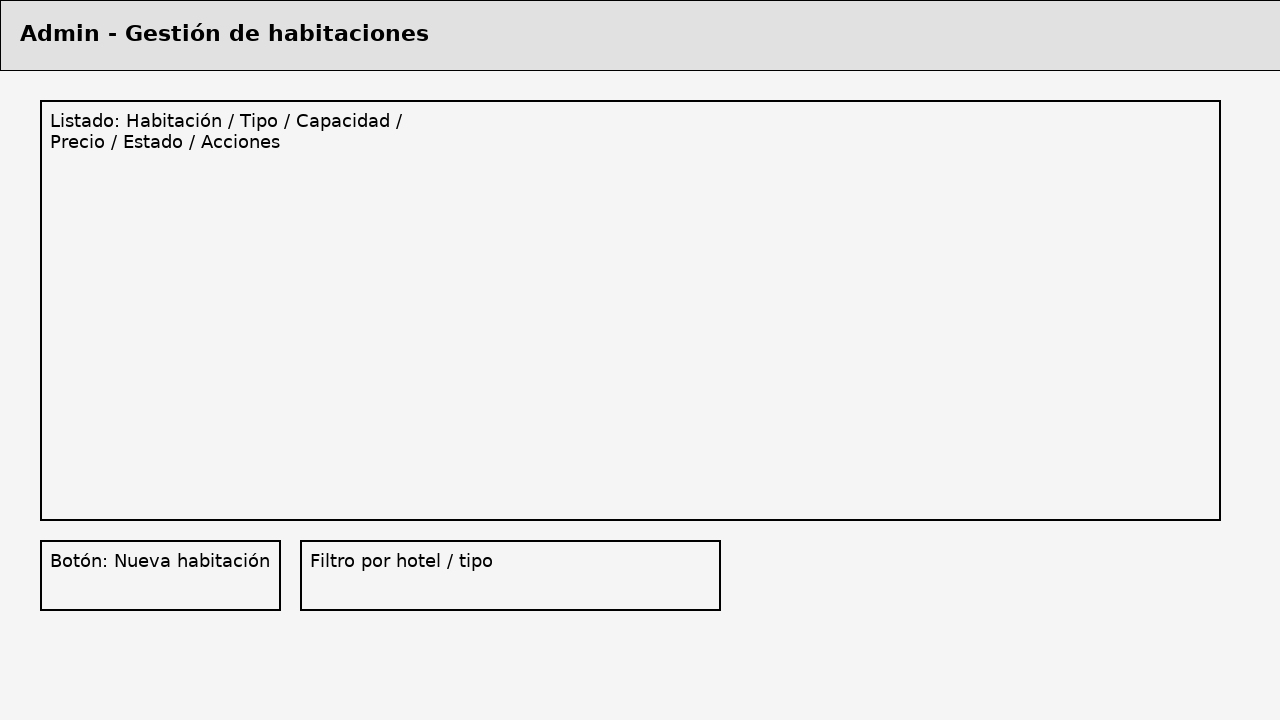 Admin - Gestión de habitaciones
Listado: Habitación / Tipo / Capacidad /
Precio / Estado / Acciones
Botón: Nueva habitación
Filtro por hotel / tipo